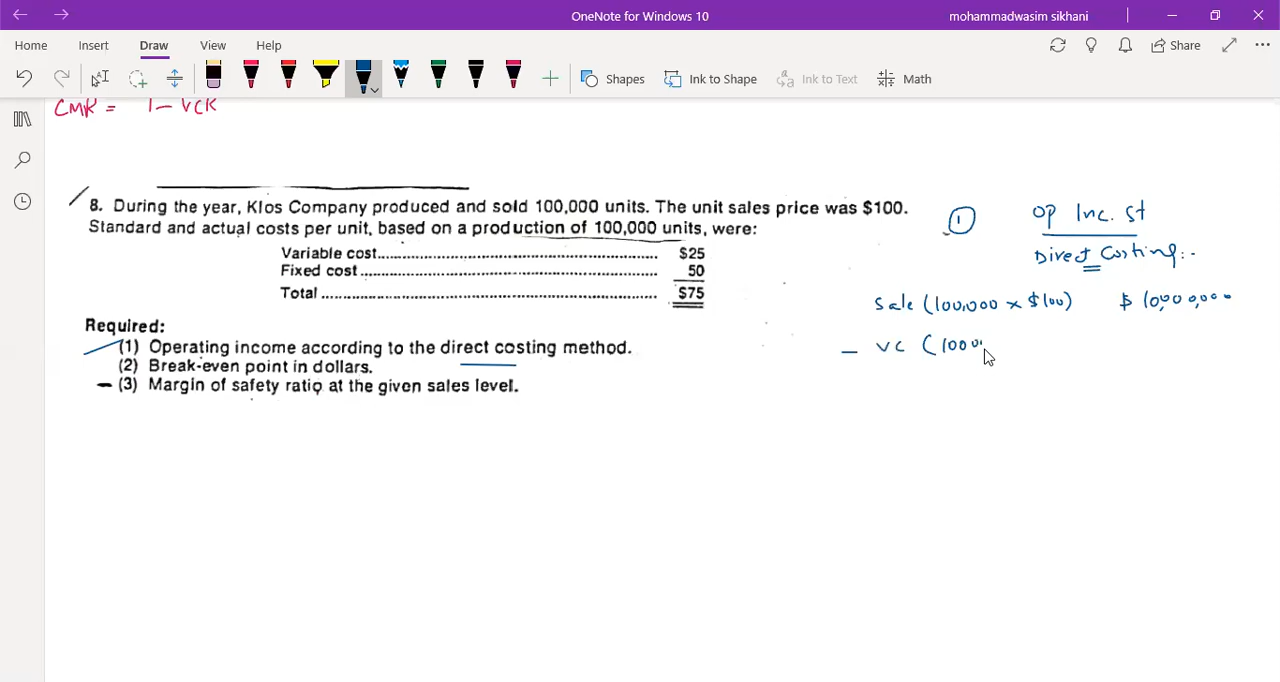 OneNote for Windows 10
mohammadwasim sikhani
Home Insert Draw View Help
Share
Shapes Ink to Shape Ink to Text Math
CMR = 1 - VCR
8. During the year, Klos Company produced and sold 100,000 units. The unit sales price was $100.
Standard and actual costs per unit, based on a production of 100,000 units, were:
Variable cost.......................................................... $25
Fixed cost.............................................................. 50
Total ...................................................................... $75
Required:
(1) Operating income according to the direct costing method.
(2) Break-even point in dollars.
(3) Margin of safety ratio at the given sales level.
1 OP Inc. St
Direct Costing:-
Sale (100,000 x $100) $ 10,000,000
- VC (1000